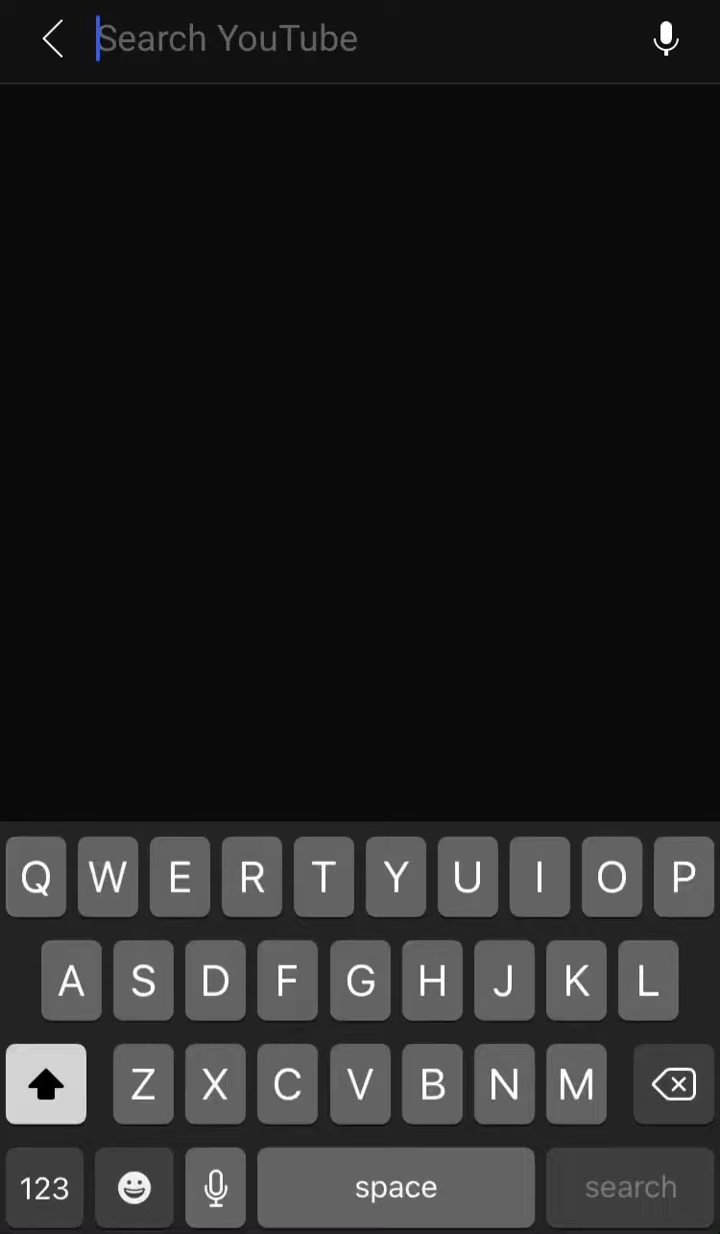 Search YouTube
Q W E R T Y U I O P
A S D F G H J K L
Z X C V B N M
123 space search